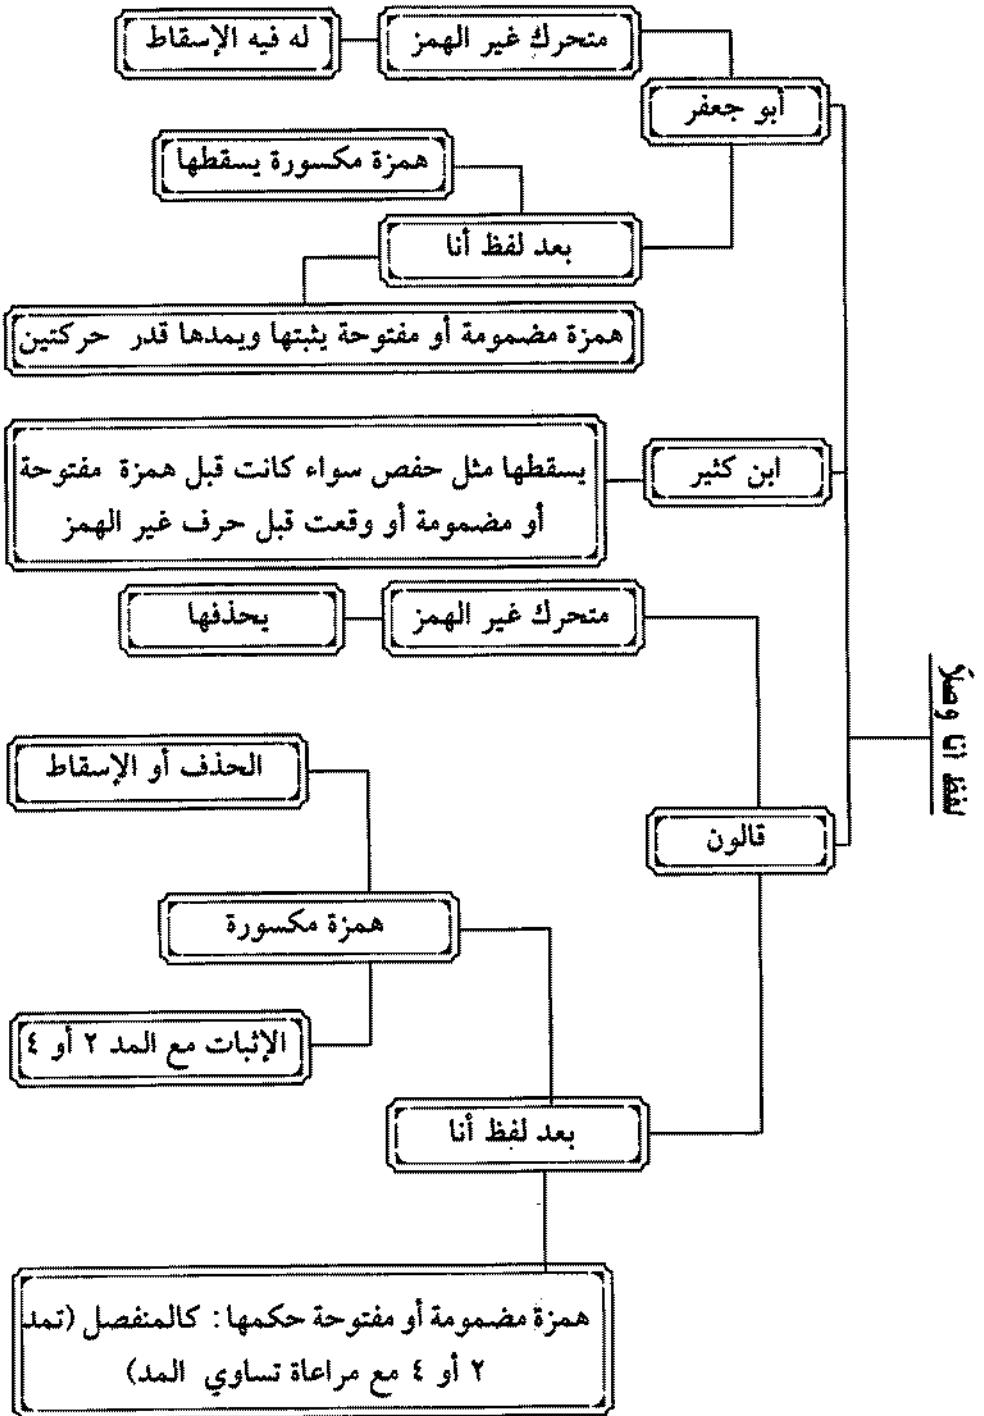 لفظ انا وصلاً
أبو جعفر
متحرك غير الهمز
له فيه الإسقاط
بعد لفظ أنا
همزة مكسورة يسقطها
همزة مضمومة أو مفتوحة يثبتها ويمدها قدر حركتين
ابن كثير
يسقطها مثل حفص سواء كانت قبل همزة مفتوحة
أو مضمومة أو وقعت قبل حرف غير الهمز
قالون
متحرك غير الهمز
يحذفها
بعد لفظ أنا
همزة مكسورة
الحذف أو الإسقاط
الإثبات مع المد ٢ أو ٤
همزة مضمومة أو مفتوحة حكمها: كالمنفصل (تمد
٢ أو ٤ مع مراعاة تساوي المد)